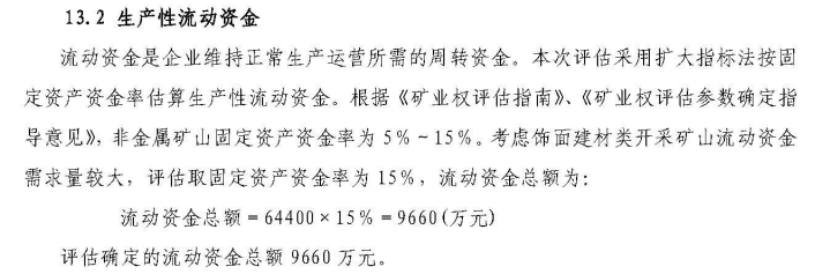 13.2 生产性流动资金
流动资金是企业维持正常生产运营所需的周转资金。本次评估采用扩大指标法按固
定资产资金率估算生产性流动资金。根据《矿业权评估指南》、《矿业权评估参数确定指
导意见》，非金属矿山固定资产资金率为 5%~15%。考虑饰面建材类开采矿山流动资金
需求量较大，评估取固定资产资金率为 15%，流动资金总额为：
流动资金总额=64400×15%=9660(万元)
评估确定的流动资金总额 9660 万元。